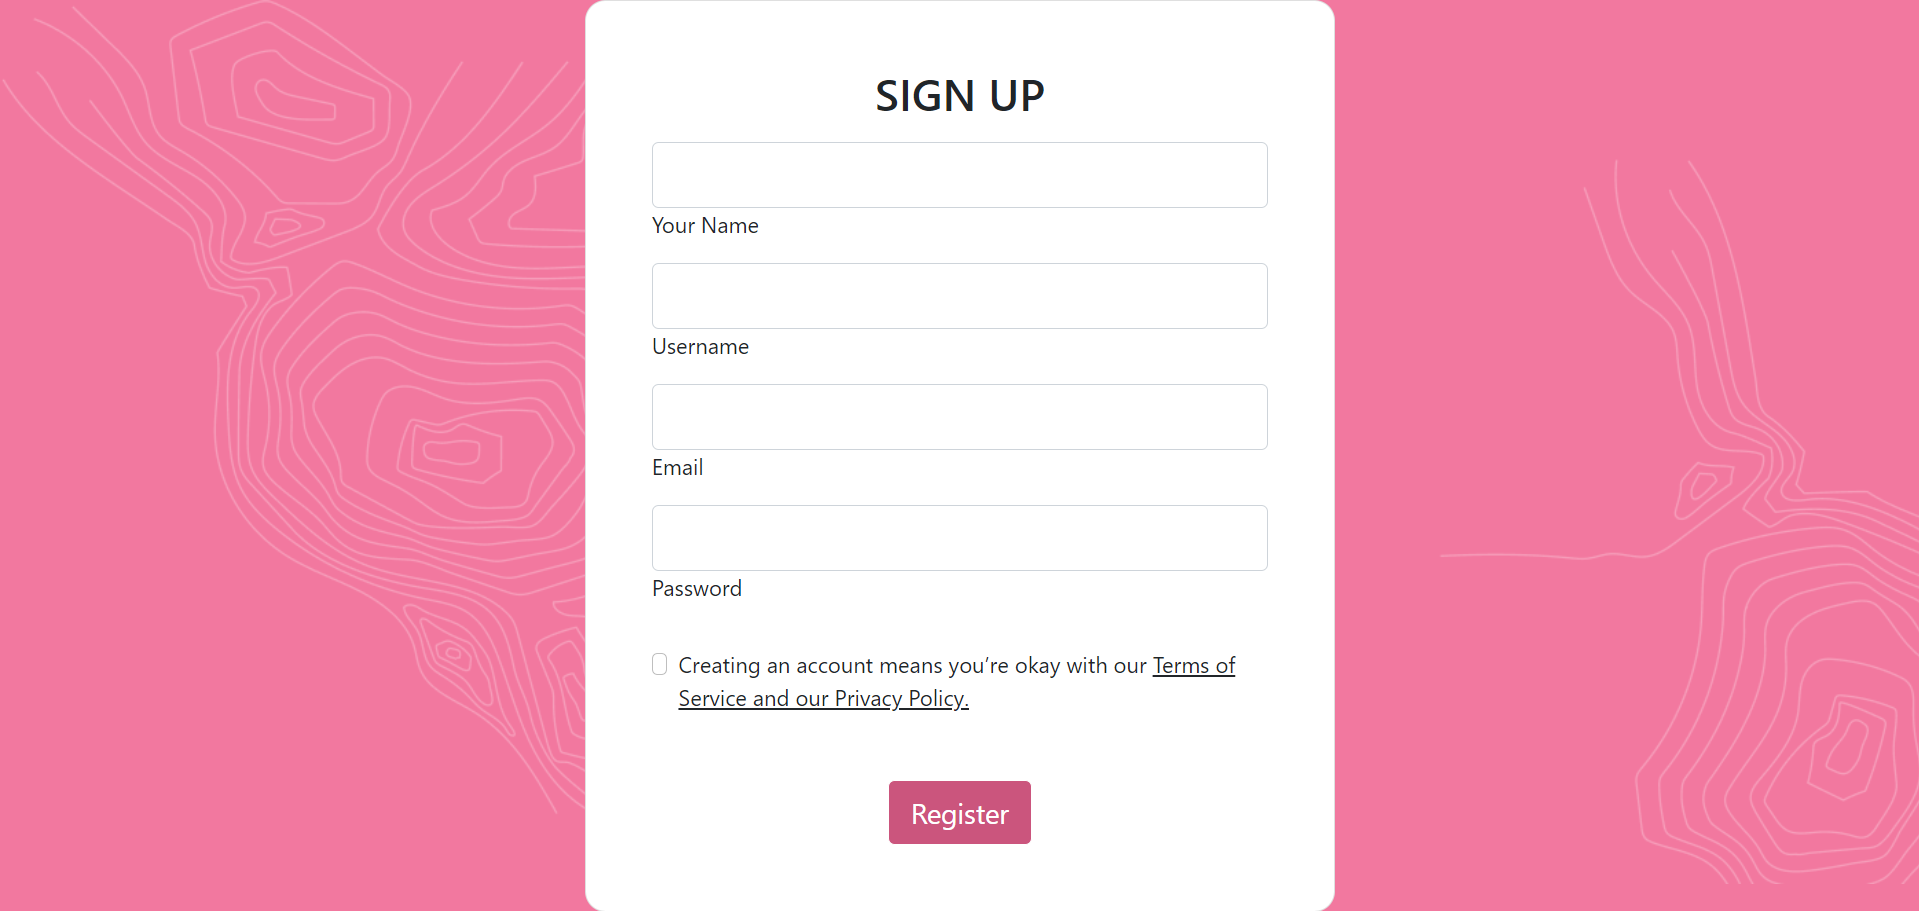 SIGN UP
Your Name
Username
Email
Password
Creating an account means you’re okay with our Terms of
Service and our Privacy Policy.
Register